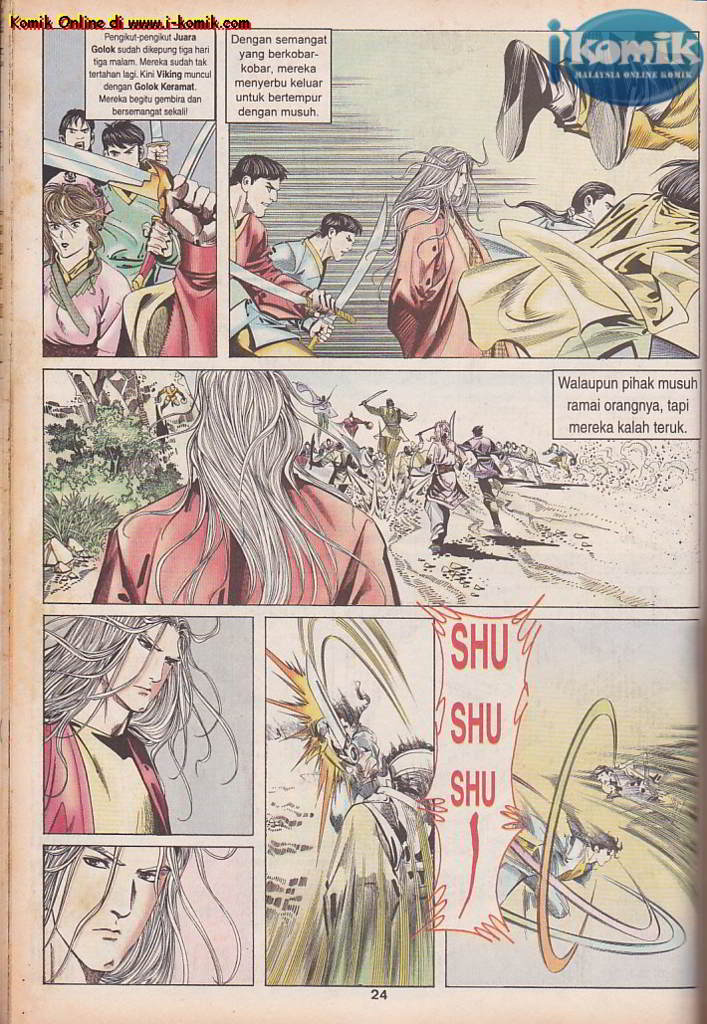 Komik Online di www.i-komik.com
ikomik
MALAYSIA ONLINE KOMIK
Pengikut-pengikut Juara
Golok sudah dikepung tiga hari
tiga malam. Mereka sudah tak
tertahan lagi. Kini Viking muncul
dengan Golok Keramat.
Mereka begitu gembira dan
bersemangat sekali!
Dengan semangat
yang berkobar-
kobar, mereka
menyerbu keluar
untuk bertempur
dengan musuh.
Walaupun pihak musuh
ramai orangnya, tapi
mereka kalah teruk.
SHU
SHU
SHU
24